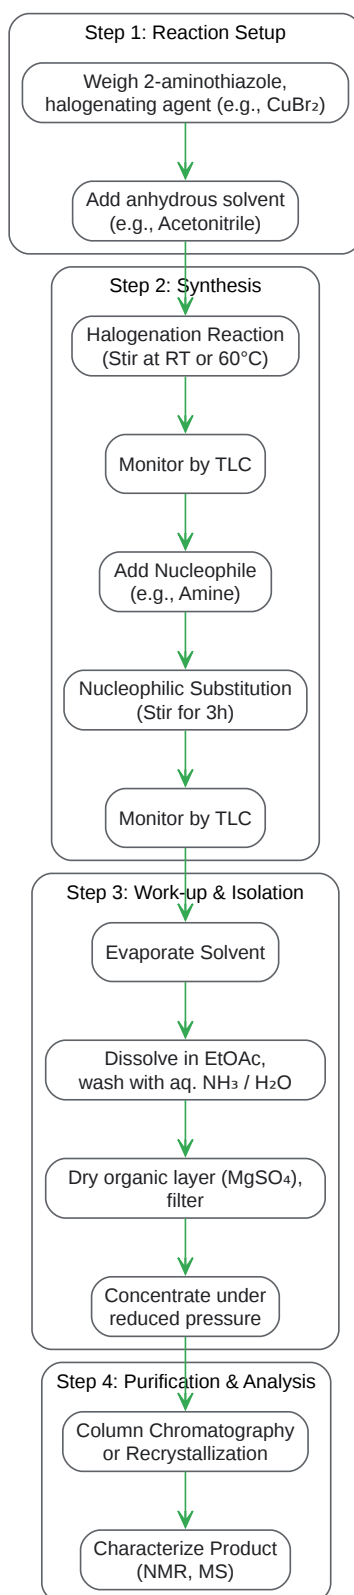 Step 1: Reaction Setup
Weigh 2-aminothiazole,
halogenating agent (e.g., CuBr₂)
Add anhydrous solvent
(e.g., Acetonitrile)
Step 2: Synthesis
Halogenation Reaction
(Stir at RT or 60°C)
Monitor by TLC
Add Nucleophile
(e.g., Amine)
Nucleophilic Substitution
(Stir for 3h)
Monitor by TLC
Step 3: Work-up & Isolation
Evaporate Solvent
Dissolve in EtOAc,
wash with aq. NH₃ / H₂O
Dry organic layer (MgSO₄),
filter
Concentrate under
reduced pressure
Step 4: Purification & Analysis
Column Chromatography
or Recrystallization
Characterize Product
(NMR, MS)